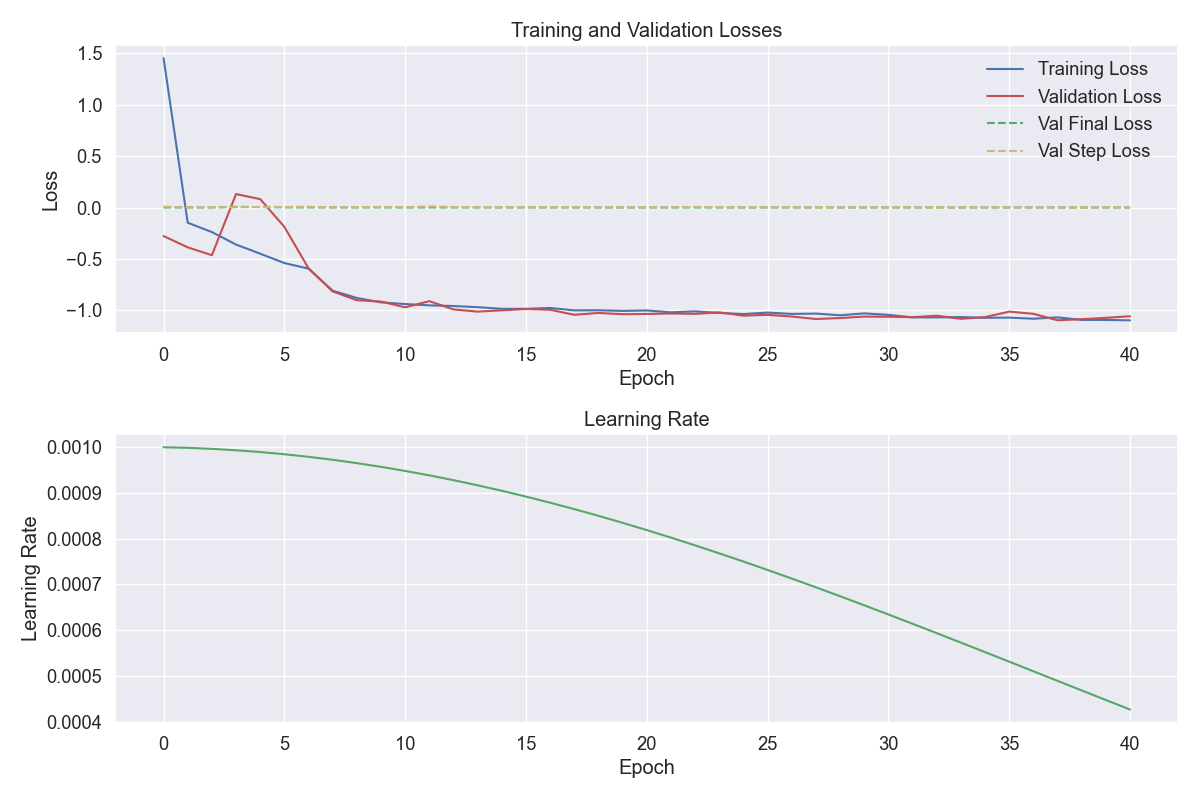 Training and Validation Losses
1.5
1.0
0.5
0.0
−0.5
−1.0
Loss
Training Loss
Validation Loss
Val Final Loss
Val Step Loss
0 5 10 15 20 25 30 35 40
Epoch
Learning Rate
0.0010
0.0009
0.0008
0.0007
0.0006
0.0005
0.0004
Learning Rate
0 5 10 15 20 25 30 35 40
Epoch